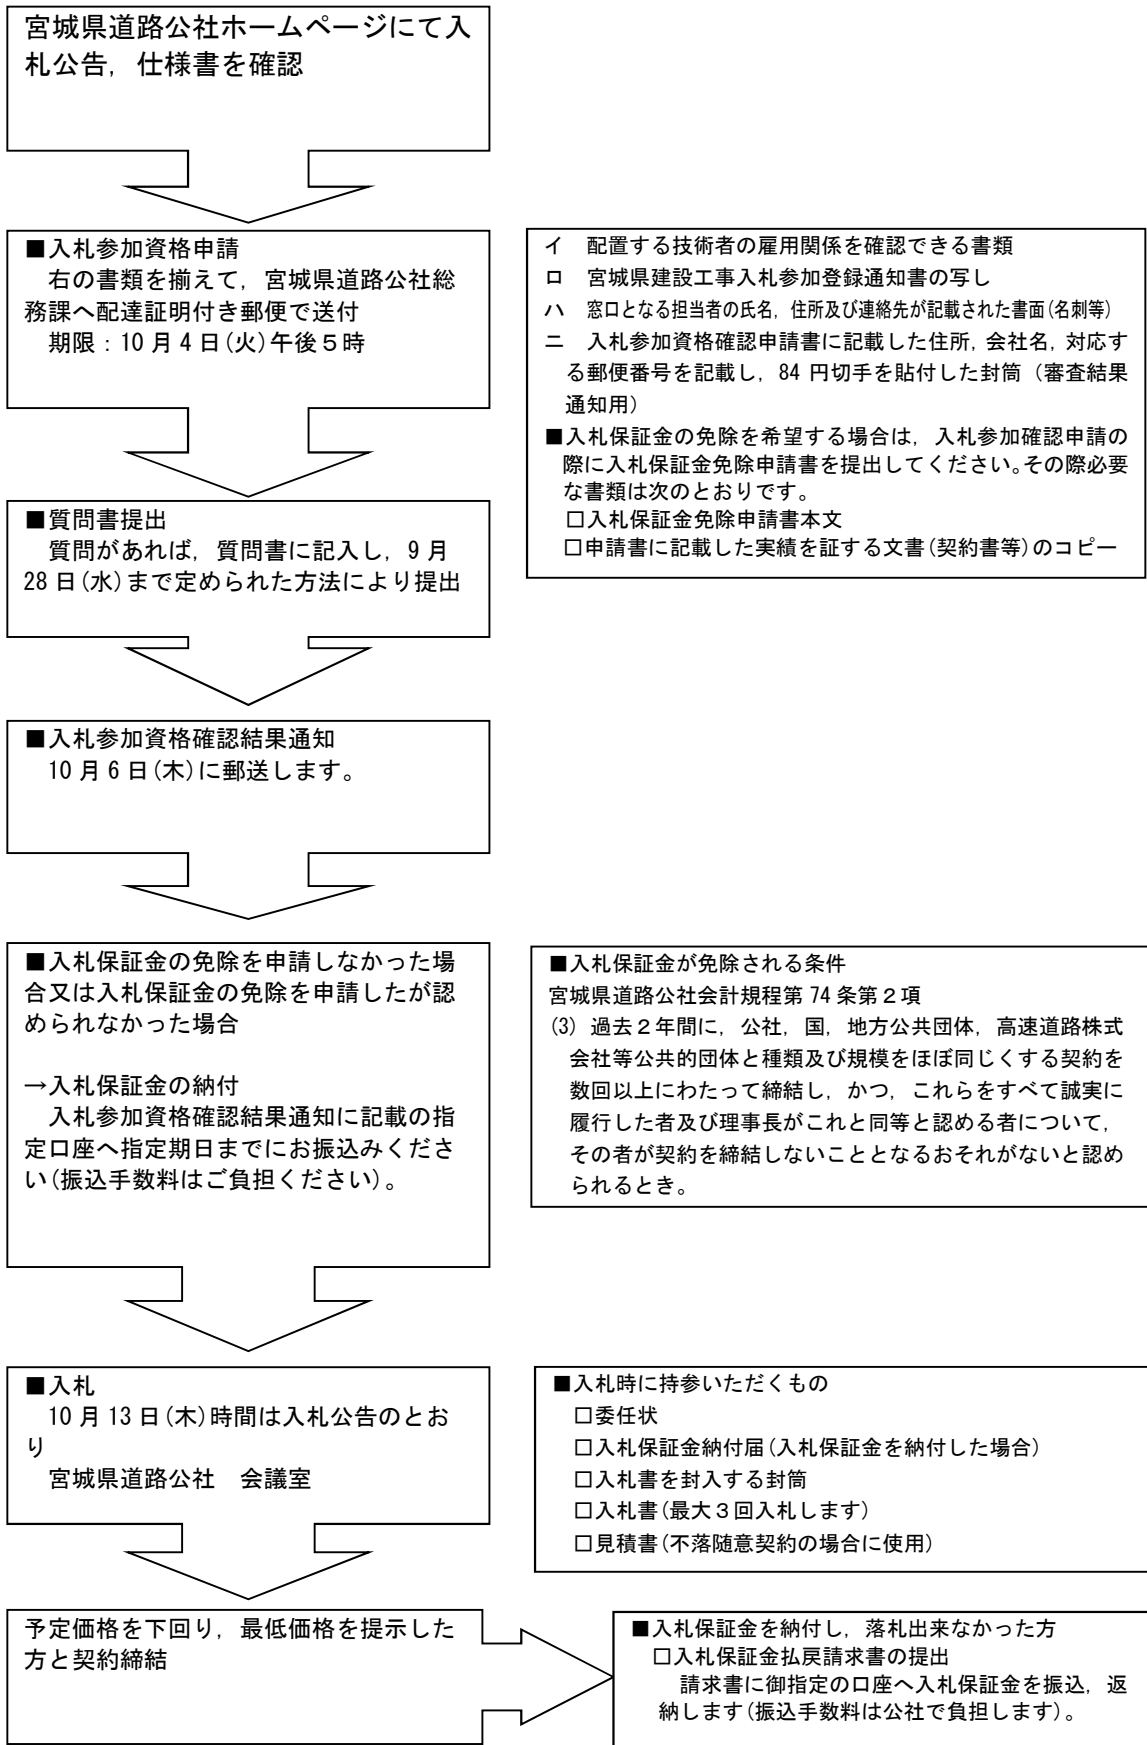 宮城県道路公社ホームページにて入
札公告，仕様書を確認
■入札参加資格申請
右の書類を揃えて，宮城県道路公社総
務課へ配達証明付き郵便で送付
期限：10月4日(火)午後５時
イ　配置する技術者の雇用関係を確認できる書類
ロ　宮城県建設工事入札参加登録通知書の写し
ハ　窓口となる担当者の氏名，住所及び連絡先が記載された書面(名刺等)
ニ　入札参加資格確認申請書に記載した住所，会社名，対応す
る郵便番号を記載し，84円切手を貼付した封筒（審査結果
通知用）
■入札保証金の免除を希望する場合は，入札参加確認申請の
際に入札保証金免除申請書を提出してください。その際必要
な書類は次のとおりです。
□入札保証金免除申請書本文
□申請書に記載した実績を証する文書(契約書等)のコピー
■質問書提出
質問があれば，質問書に記入し，9月
28日(水)まで定められた方法により提出
■入札参加資格確認結果通知
10月6日(木)に郵送します。
■入札保証金の免除を申請しなかった場
合又は入札保証金の免除を申請したが認
められなかった場合
→入札保証金の納付
入札参加資格確認結果通知に記載の指
定口座へ指定期日までにお振込みくださ
い(振込手数料はご負担ください)。
■入札保証金が免除される条件
宮城県道路公社会計規程第74条第２項
(3) 過去２年間に，公社，国，地方公共団体，高速道路株式
会社等公共的団体と種類及び規模をほぼ同じくする契約を
数回以上にわたって締結し，かつ，これらをすべて誠実に
履行した者及び理事長がこれと同等と認める者について，
その者が契約を締結しないこととなるおそれがないと認め
られるとき。
■入札
10月13日(木)時間は入札公告のとお
り
宮城県道路公社　会議室
■入札時に持参いただくもの
□委任状
□入札保証金納付届(入札保証金を納付した場合)
□入札書を封入する封筒
□入札書(最大３回入札します)
□見積書(不落随意契約の場合に使用)
予定価格を下回り，最低価格を提示した
方と契約締結
■入札保証金を納付し，落札出来なかった方
□入札保証金払戻請求書の提出
請求書に御指定の口座へ入札保証金を振込，返
納します(振込手数料は公社で負担します)。